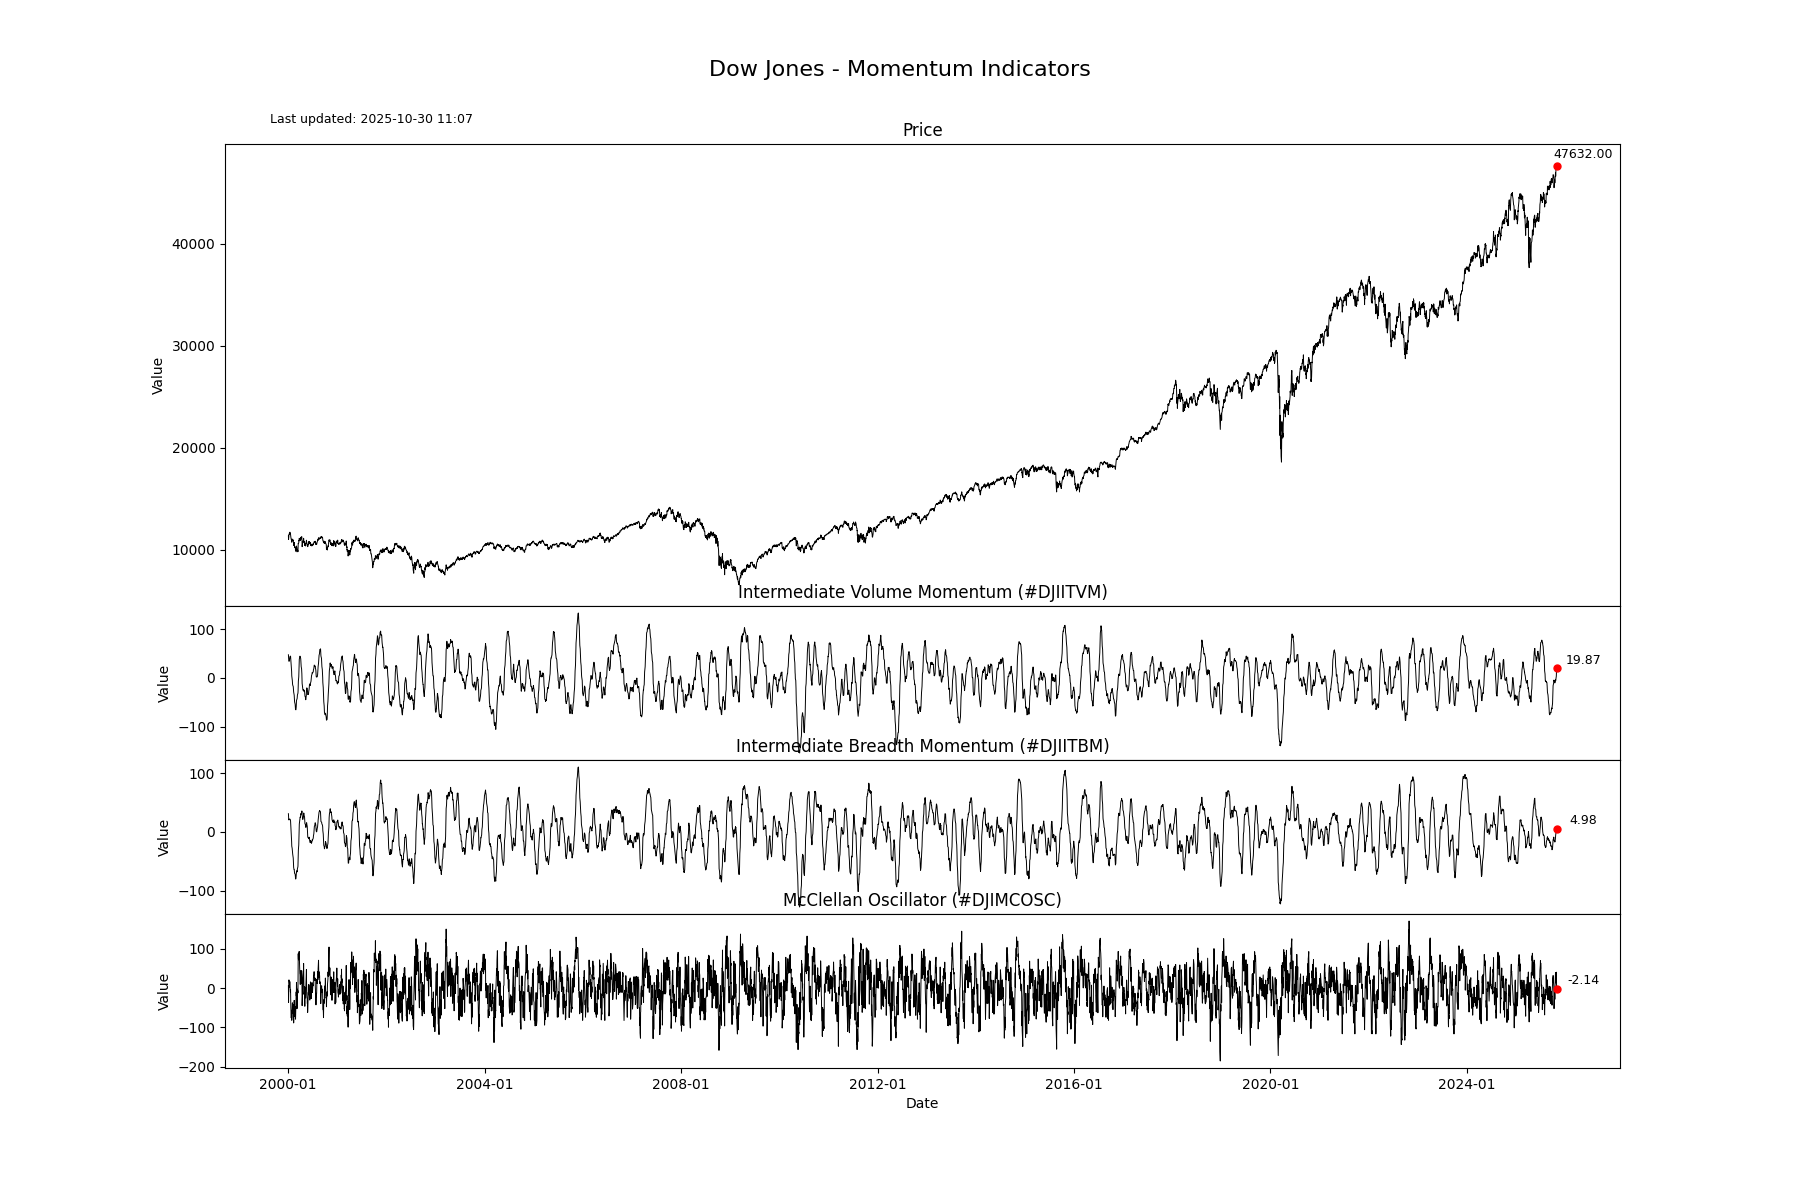 Dow Jones - Momentum Indicators
Last updated: 2025-10-30 11:07
Price
47632.00
40000
30000
20000
10000
Value
Intermediate Volume Momentum (#DJIITVM)
100
0
−100
Value
19.87
Intermediate Breadth Momentum (#DJIITBM)
100
0
−100
Value
4.98
McClellan Oscillator (#DJIMCOSC)
100
0
−100
−200
Value
-2.14
2000-01 2004-01 2008-01 2012-01 2016-01 2020-01 2024-01
Date